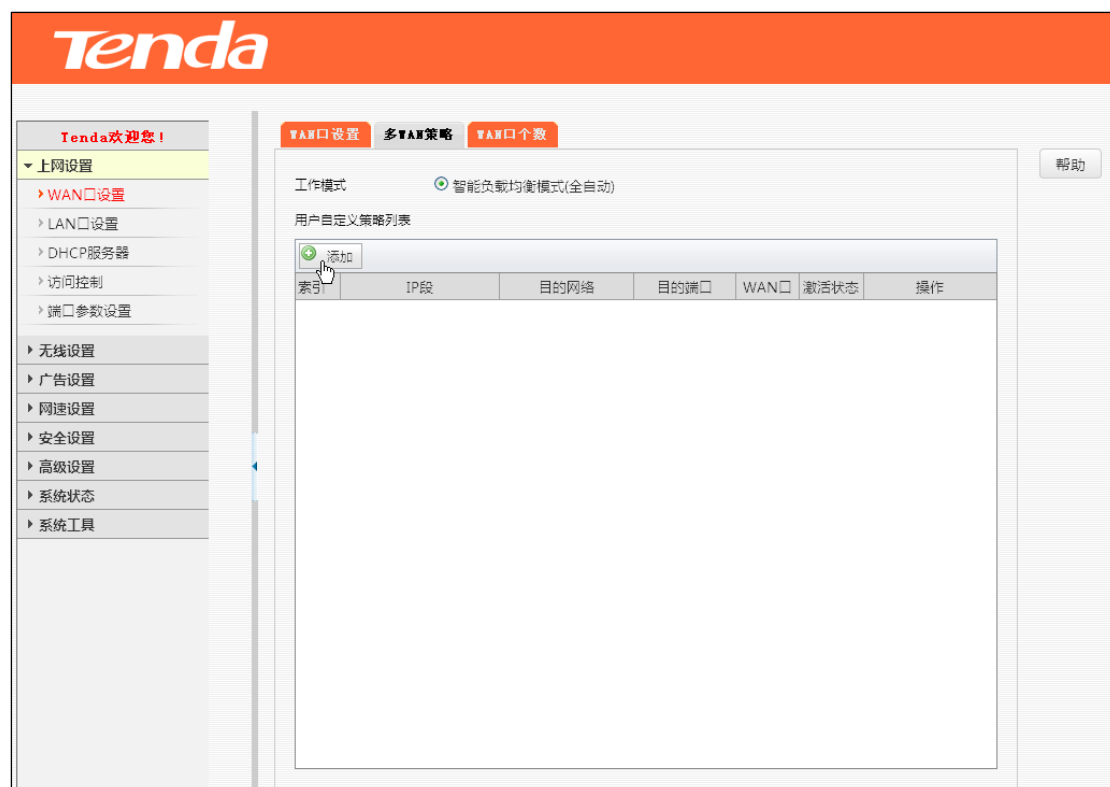 Tenda
Tenda欢迎您！
上网设置
WAN口设置
LAN口设置
DHCP服务器
访问控制
端口参数设置
无线设置
广告设置
网速设置
安全设置
高级设置
系统状态
系统工具
WAN口设置 多WAN策略 WAN口个数
帮助
工作模式 智能负载均衡模式(全自动)
用户自定义策略列表
添加
索引 IP段 目的网络 目的端口 WAN口 激活状态 操作